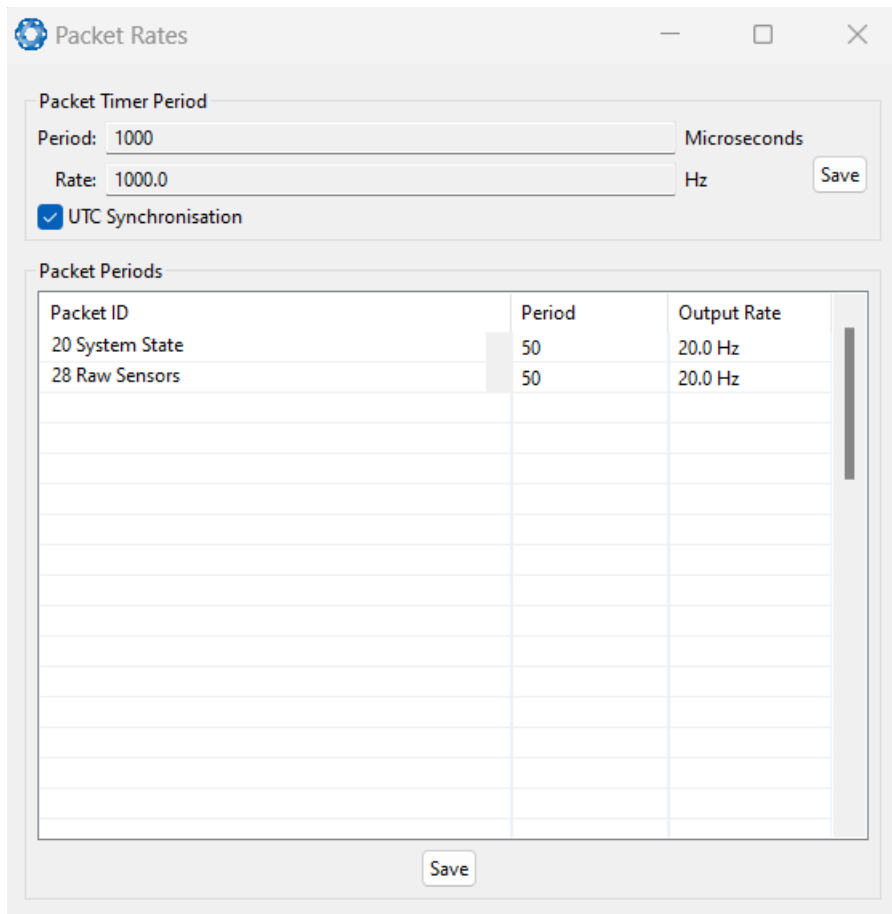 Packet Rates
Packet Timer Period
Period: 1000 Microseconds
Rate: 1000.0 Hz Save
UTC Synchronisation
Packet Periods
Packet ID Period Output Rate
20 System State 50 20.0 Hz
28 Raw Sensors 50 20.0 Hz
Save